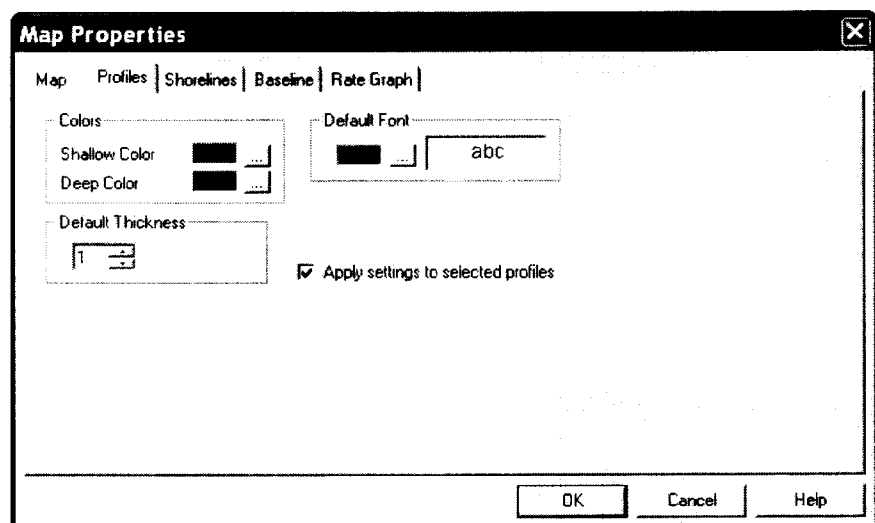 Map Properties
Map Profiles Shorelines Baseline Rate Graph
Colors
Shallow Color ...
Deep Color ...
Default Font
... abc
Default Thickness
1
Apply settings to selected profiles
OK Cancel Help